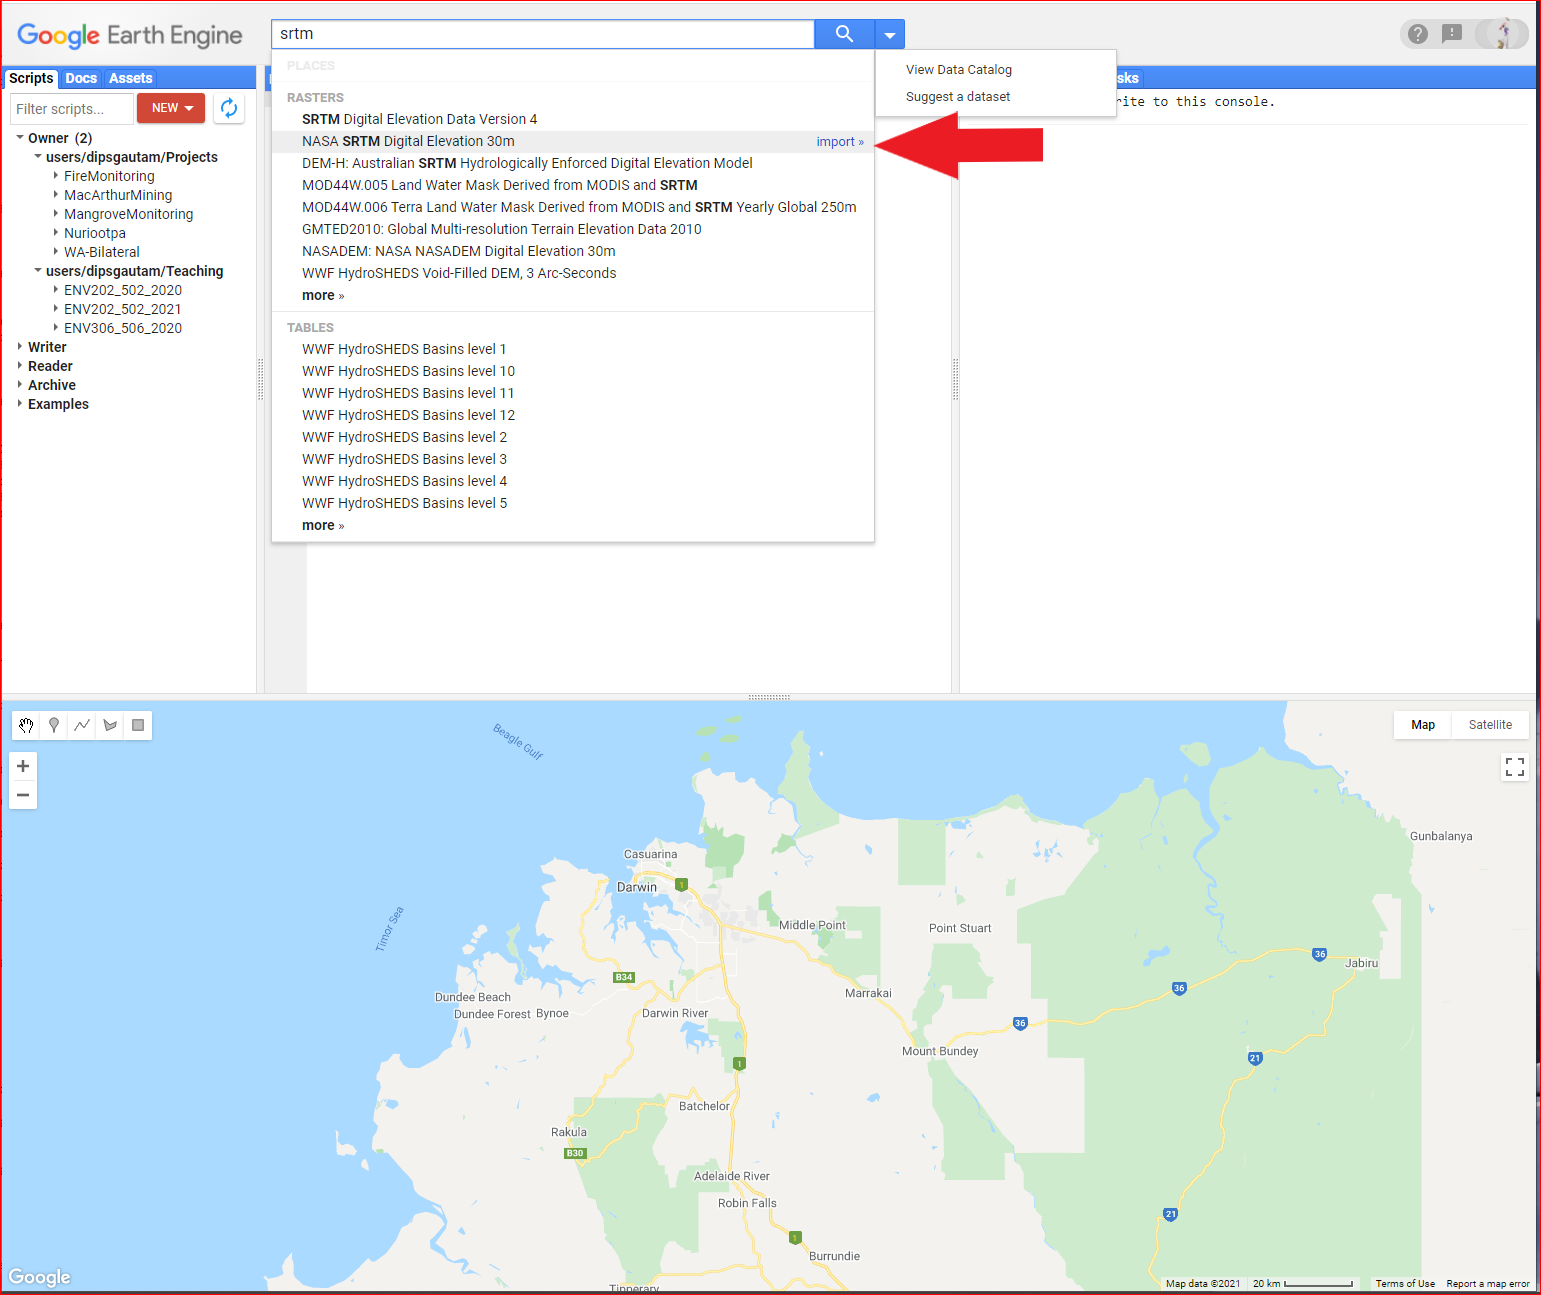 Google Earth Engine
srtm
View Data Catalog
Suggest a dataset
Scripts Docs Assets
Filter scripts...
NEW
Owner (2)
users/dipsgautam/Projects
FireMonitoring
MacArthurMining
MangroveMonitoring
Nuriootpa
WA-Bilateral
users/dipsgautam/Teaching
ENV202_502_2020
ENV202_502_2021
ENV306_506_2020
Writer
Reader
Archive
Examples
PLACES
RASTERS
SRTM Digital Elevation Data Version 4
NASA SRTM Digital Elevation 30m import »
DEM-H: Australian SRTM Hydrologically Enforced Digital Elevation Model
MOD44W.005 Land Water Mask Derived from MODIS and SRTM
MOD44W.006 Terra Land Water Mask Derived from MODIS and SRTM Yearly Global 250m
GMTED2010: Global Multi-resolution Terrain Elevation Data 2010
NASADEM: NASA NASADEM Digital Elevation 30m
WWF HydroSHEDS Void-Filled DEM, 3 Arc-Seconds
more »
TABLES
WWF HydroSHEDS Basins level 1
WWF HydroSHEDS Basins level 10
WWF HydroSHEDS Basins level 11
WWF HydroSHEDS Basins level 12
WWF HydroSHEDS Basins level 2
WWF HydroSHEDS Basins level 3
WWF HydroSHEDS Basins level 4
WWF HydroSHEDS Basins level 5
more »
sks
rite to this console.
Map Satellite
Beagle Gulf
Gunbalanya
Casuarina
Darwin
1
Timor Sea
Middle Point
Point Stuart
36
Jabiru
B34
36
Dundee Beach
Marrakai
Dundee Forest Bynoe
Darwin River
36
Mount Bundey
21
1
Batchelor
Rakula
B30
Adelaide River
Robin Falls
21
1
Burrundie
Tipperary
Google
Map data ©2021 20 km Terms of Use Report a map error